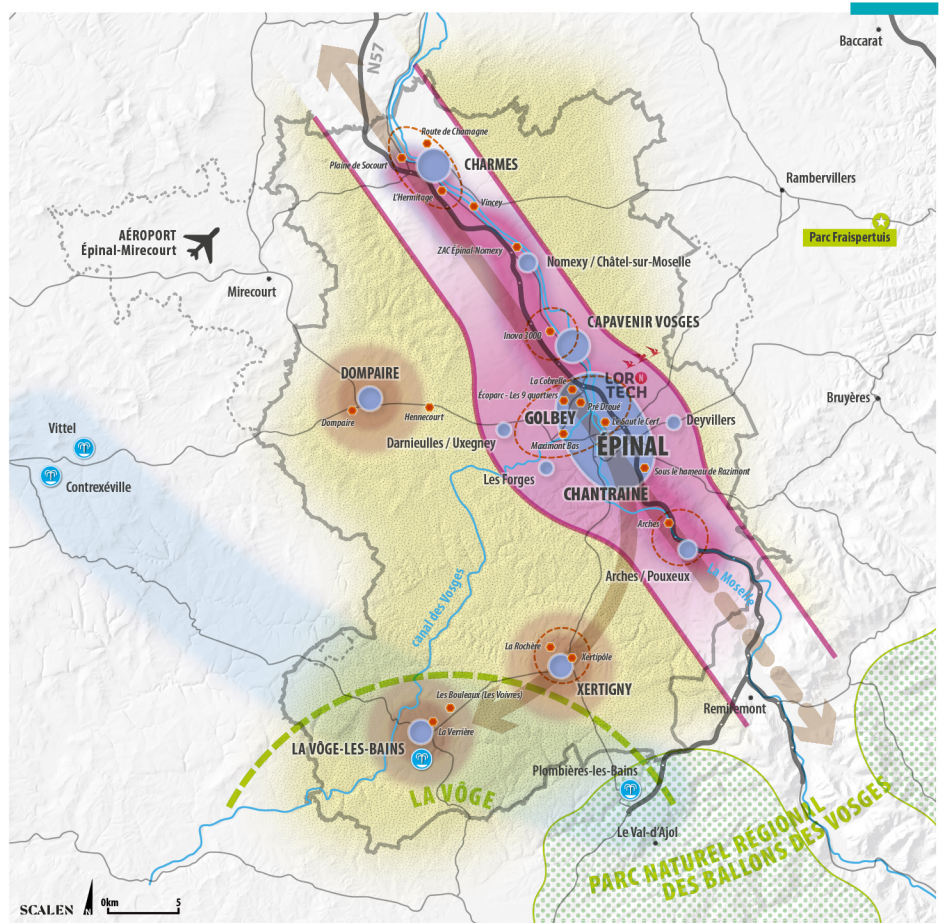 Baccarat
N57
Route de Chamagne
Plaine de Socourt
CHARMES
L'Hermitage
Vincey
Rambervillers
Parc Fraispertuis
AÉROPORT
Épinal-Mirecourt
ZAC Épinal-Nomexy
Nomexy / Châtel-sur-Moselle
Mirecourt
CAPAVENIR VOSGES
Inova 3000
DOMPAIRE
La Cobrelle
LOR N
TECH
Écoparc - Les 9 quartiers
Pré Droué
Bruyères
Dompaire
Hennecourt
GOLBEY
Le Saut le Cerf
Deyvillers
Vittel
Darnieulles / Uxegney
Maximont Bas
ÉPINAL
Contrexéville
Les Forges
Sous le hameau de Razimont
CHANTRAINE
Arches
Arches / Pouxeux
La Moselle
canal des Vosges
La Rochère
Xertipôle
XERTIGNY
Les Bouleaux (Les Voivres)
Remiremont
La Verrière
LA VÔGE-LES-BAINS
Plombières-les-Bains
LA VÔGE
Le Val-d'Ajol
PARC NATUREL RÉGIONAL
DES BALLONS DES VOSGES
SCALEN
N
0km 5